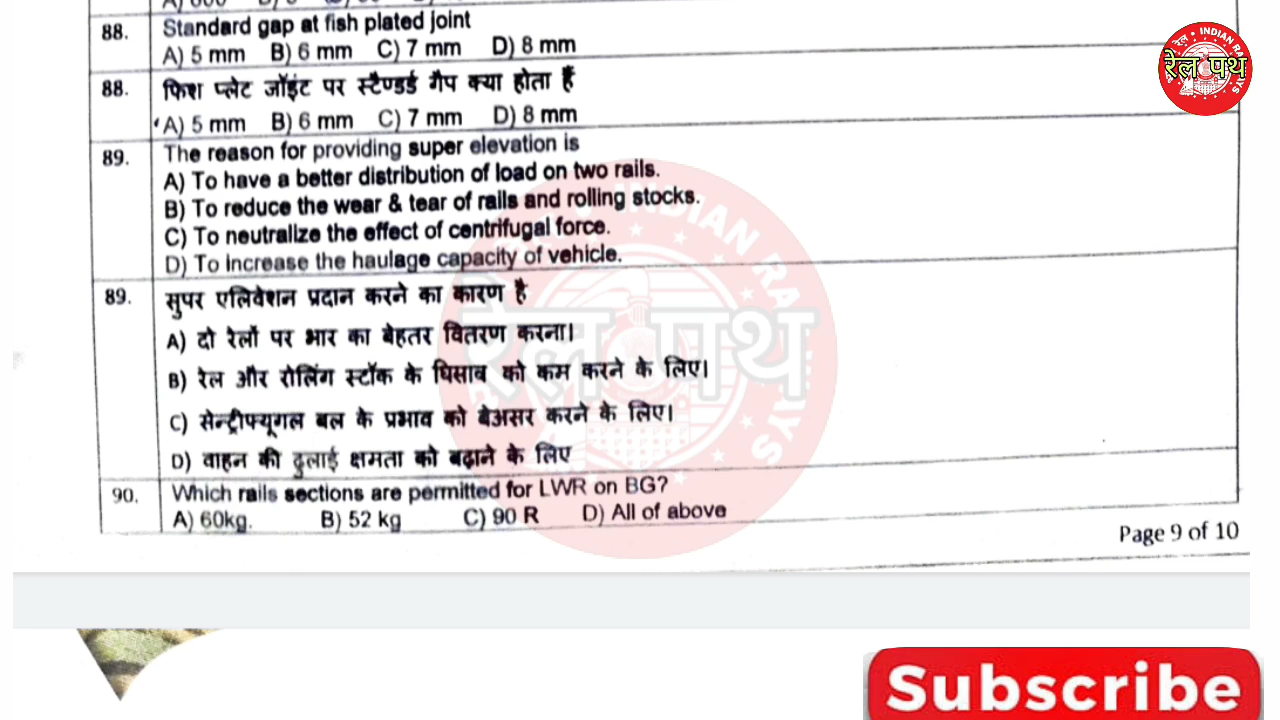 88. Standard gap at fish plated joint
A) 5 mm B) 6 mm C) 7 mm D) 8 mm
88. फिश प्लेट जॉइंट पर स्टैण्डर्ड गैप क्या होता हैं
A) 5 mm B) 6 mm C) 7 mm D) 8 mm
89. The reason for providing super elevation is
A) To have a better distribution of load on two rails.
B) To reduce the wear & tear of rails and rolling stocks.
C) To neutralize the effect of centrifugal force.
D) To increase the haulage capacity of vehicle.
89. सुपर एलिवेशन प्रदान करने का कारण है
A) दो रैलों पर भार का बेहतर वितरण करना।
B) रेल और रोलिंग स्टॉक के घिसाव को कम करने के लिए।
C) सेन्ट्रीफ्यूगल बल के प्रभाव को बेअसर करने के लिए।
D) वाहन की ढुलाई क्षमता को बढ़ाने के लिए
90. Which rails sections are permitted for LWR on BG?
A) 60kg. B) 52 kg C) 90 R D) All of above
Page 9 of 10
INDIAN RAILWAYS
रेल पथ
रेल पथ
Subscribe